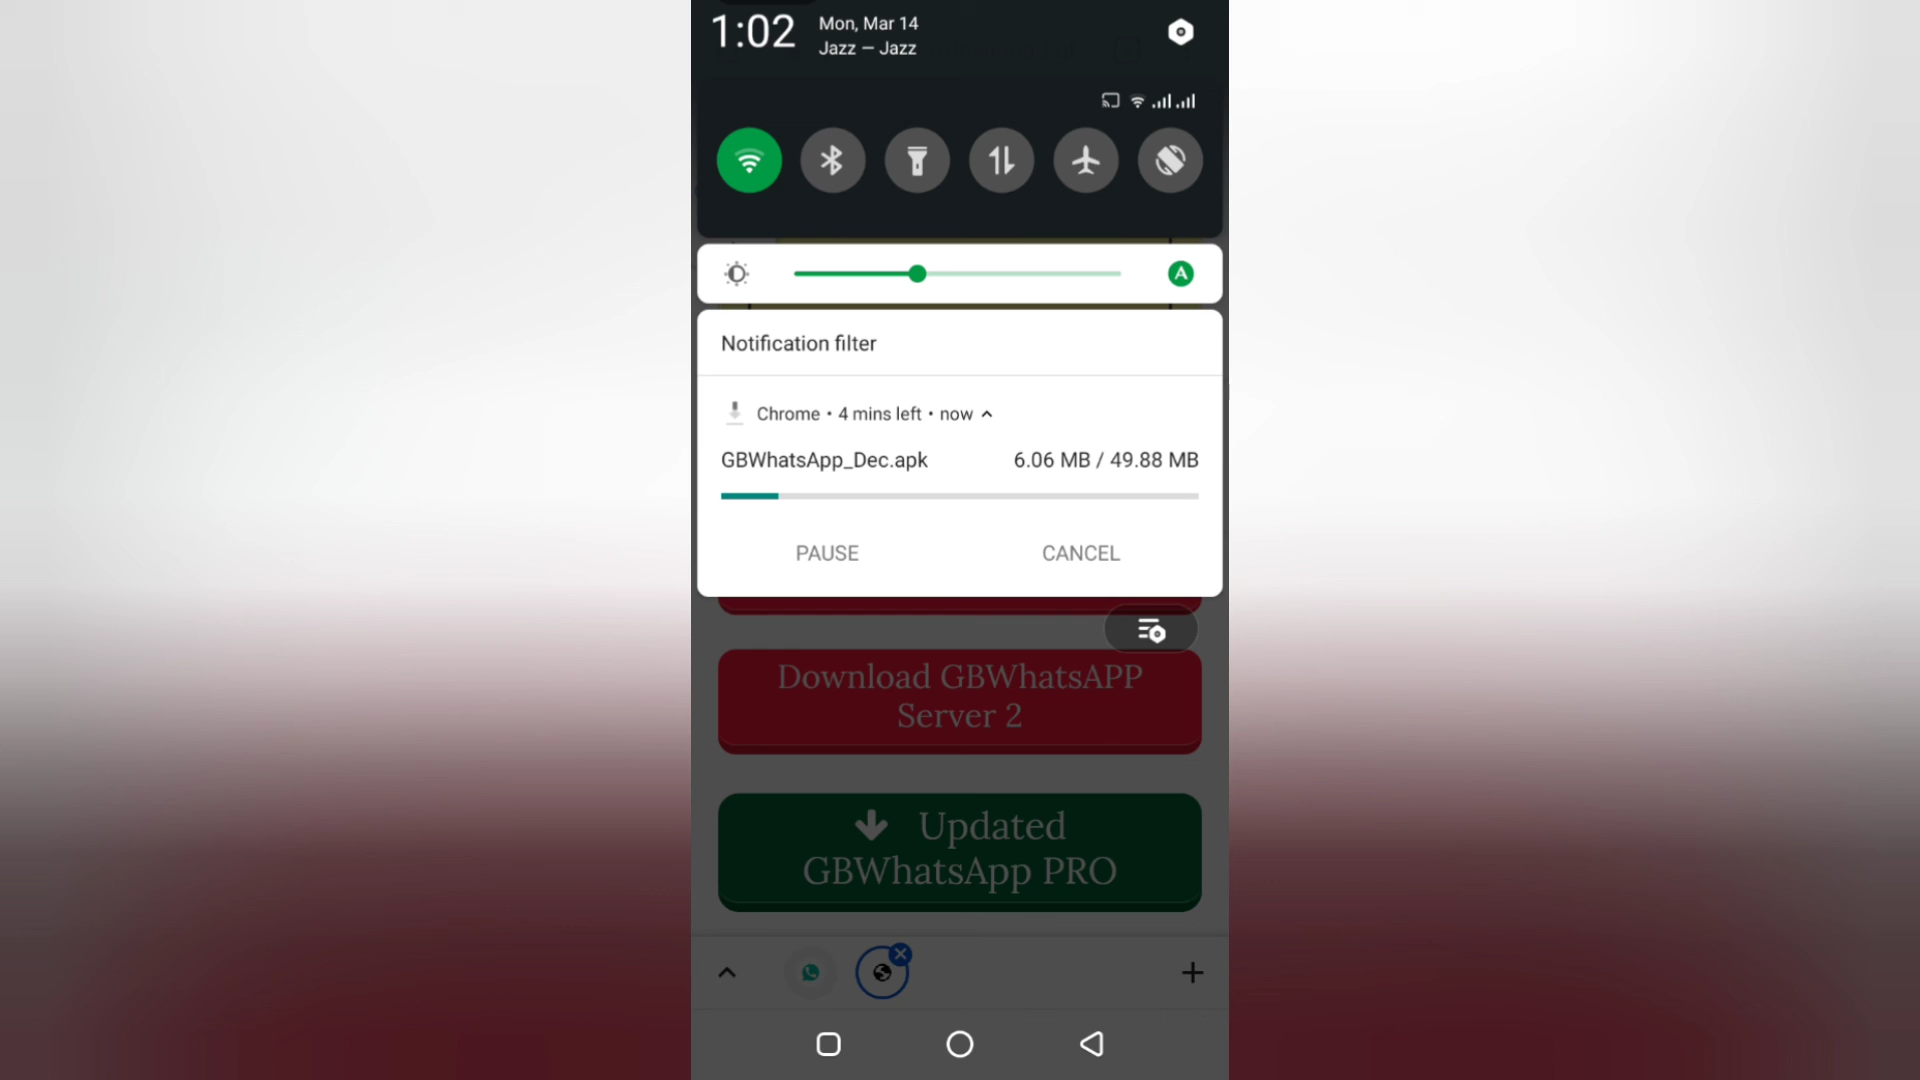 1:02
Mon, Mar 14
Jazz — Jazz
A
Notification filter
Chrome • 4 mins left • now
GBWhatsApp_Dec.apk 6.06 MB / 49.88 MB
PAUSE CANCEL
Download GBWhatsAPP
Server 2
Updated
GBWhatsApp PRO